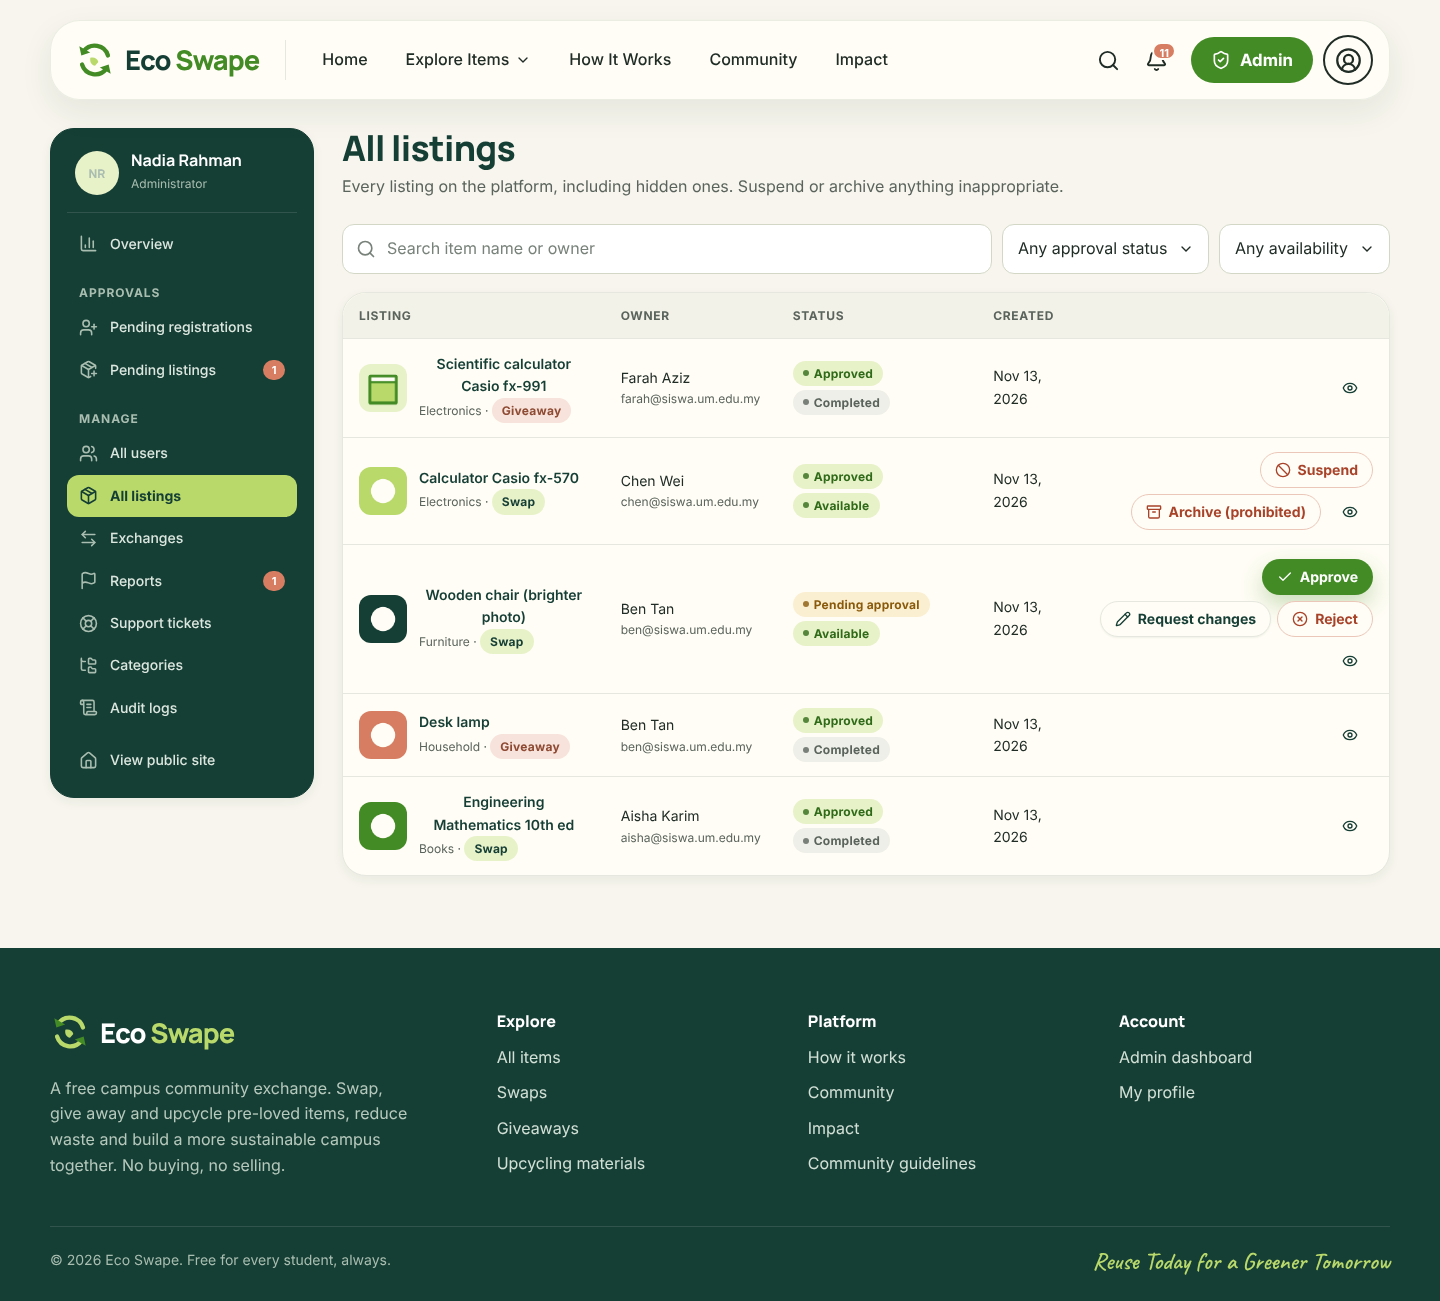 Eco Swape
Home
Explore Items
How It Works
Community
Impact
11
Admin
NR
Nadia Rahman
Administrator
Overview
APPROVALS
Pending registrations
Pending listings
1
MANAGE
All users
All listings
Exchanges
Reports
1
Support tickets
Categories
Audit logs
View public site
All listings
Every listing on the platform, including hidden ones. Suspend or archive anything inappropriate.
Search item name or owner
Any approval status
Any availability
LISTING
OWNER
STATUS
CREATED
Scientific calculator
Casio fx-991
Electronics · Giveaway
Farah Aziz
farah@siswa.um.edu.my
Approved
Completed
Nov 13,
2026
Calculator Casio fx-570
Electronics · Swap
Chen Wei
chen@siswa.um.edu.my
Approved
Available
Nov 13,
2026
Suspend
Archive (prohibited)
Wooden chair (brighter
photo)
Furniture · Swap
Ben Tan
ben@siswa.um.edu.my
Pending approval
Available
Nov 13,
2026
Approve
Request changes
Reject
Desk lamp
Household · Giveaway
Ben Tan
ben@siswa.um.edu.my
Approved
Completed
Nov 13,
2026
Engineering
Mathematics 10th ed
Books · Swap
Aisha Karim
aisha@siswa.um.edu.my
Approved
Completed
Nov 13,
2026
Eco Swape
A free campus community exchange. Swap,
give away and upcycle pre-loved items, reduce
waste and build a more sustainable campus
together. No buying, no selling.
Explore
All items
Swaps
Giveaways
Upcycling materials
Platform
How it works
Community
Impact
Community guidelines
Account
Admin dashboard
My profile
© 2026 Eco Swape. Free for every student, always.
Reuse Today for a Greener Tomorrow